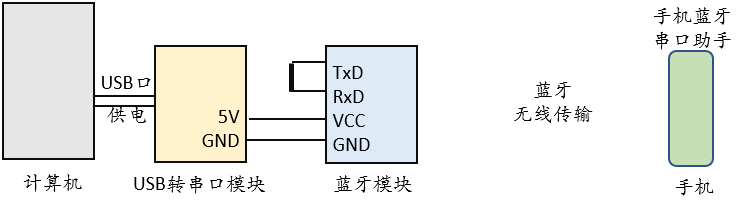 手机蓝牙
串口助手
USB口
供电
TxD
RxD
5V
VCC
GND
GND
蓝牙
无线传输
计算机
USB转串口模块
蓝牙模块
手机